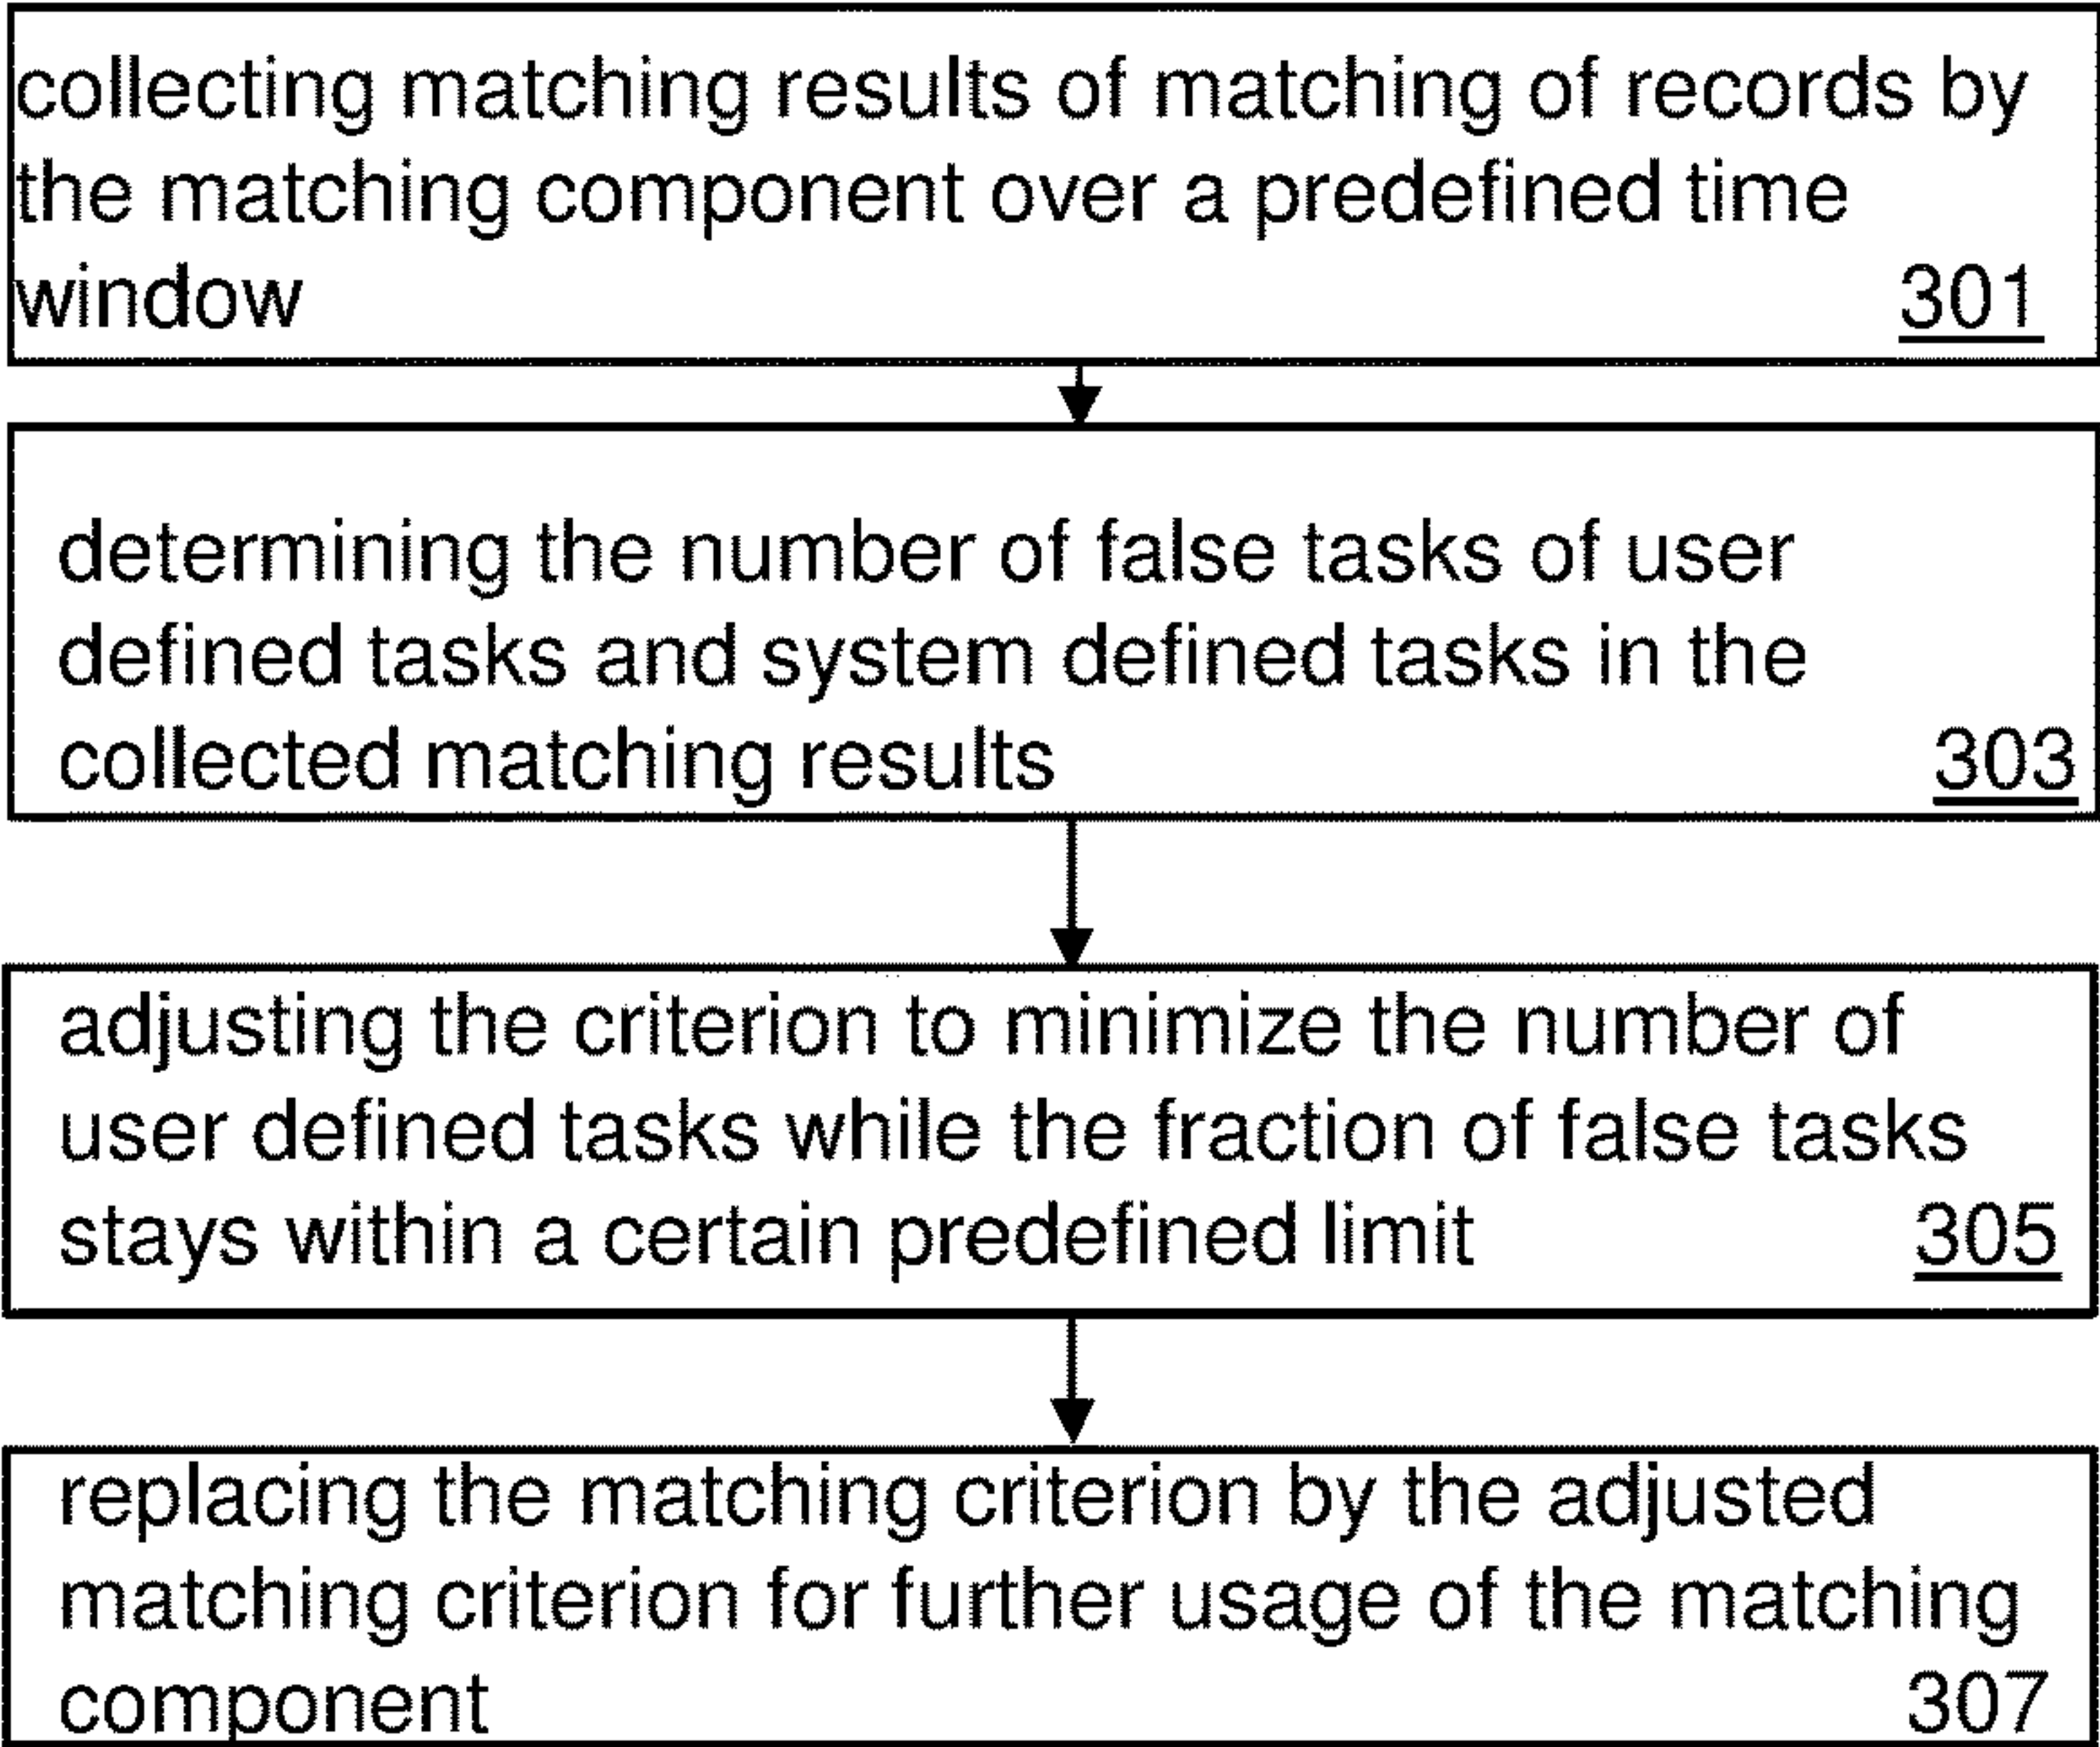 collecting matching results of matching of records by
the matching component over a predefined time
window 301
determining the number of false tasks of user
defined tasks and system defined tasks in the
collected matching results 303
adjusting the criterion to minimize the number of
user defined tasks while the fraction of false tasks
stays within a certain predefined limit 305
replacing the matching criterion by the adjusted
matching criterion for further usage of the matching
component 307